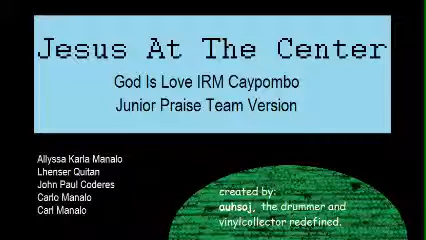 Jesus At The Center
God Is Love IRM Caypombo
Junior Praise Team Version
Allyssa Karla Manalo
Lhenser Quitan
John Paul Coderes
Carlo Manalo
Carl Manalo
created by:
auhsoj, the drummer and
vinylcollector redefined.